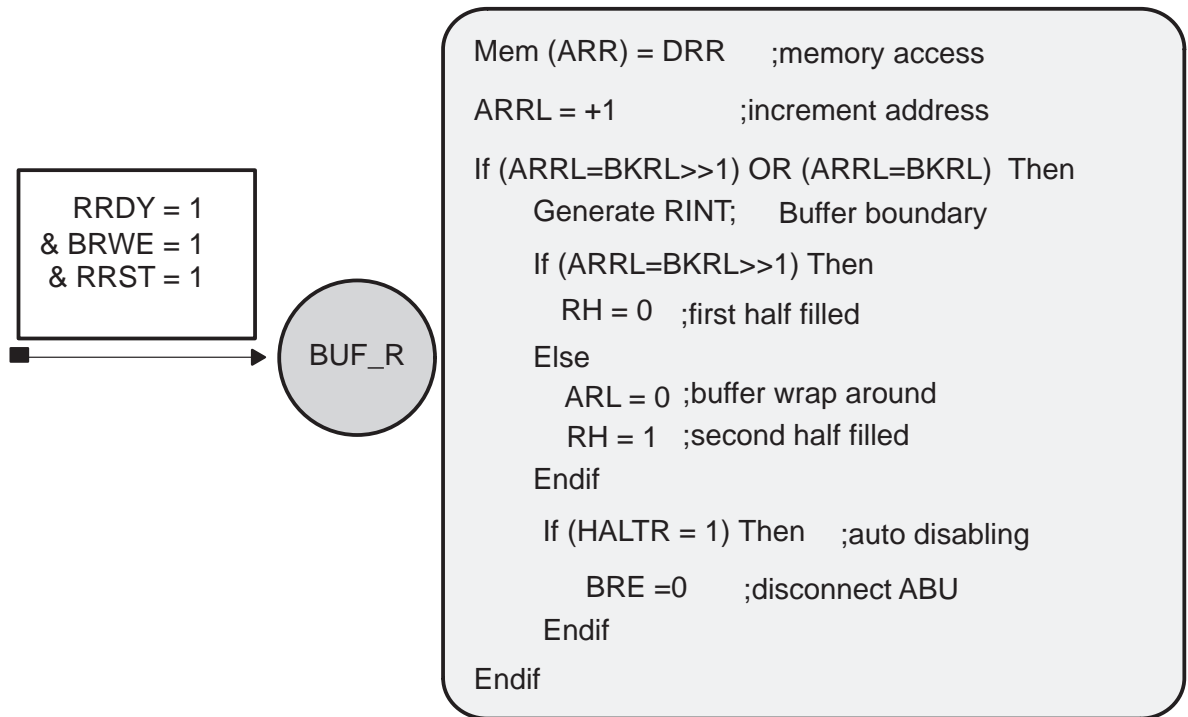 RRDY = 1
& BRWE = 1
& RRST = 1
BUF_R
Mem (ARR) = DRR ;memory access
ARRL = +1 ;increment address
If (ARRL=BKRL>>1) OR (ARRL=BKRL) Then
Generate RINT; Buffer boundary
If (ARRL=BKRL>>1) Then
RH = 0 ;first half filled
Else
ARL = 0 ;buffer wrap around
RH = 1 ;second half filled
Endif
If (HALTR = 1) Then ;auto disabling
BRE =0 ;disconnect ABU
Endif
Endif